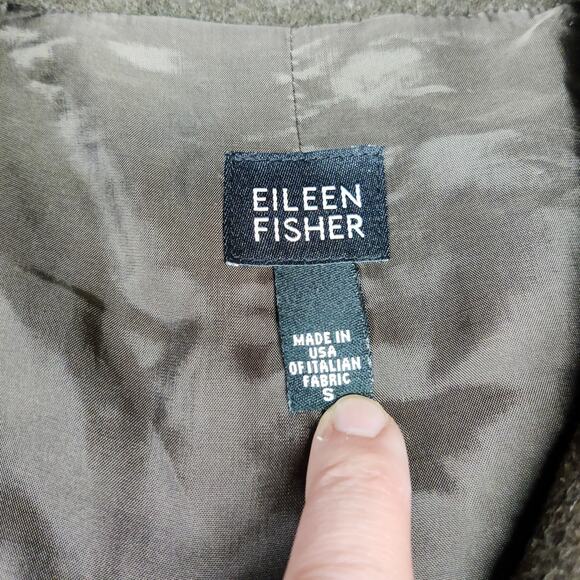 EILEEN
FISHER
MADE IN
USA
OF ITALIAN
FABRIC
S